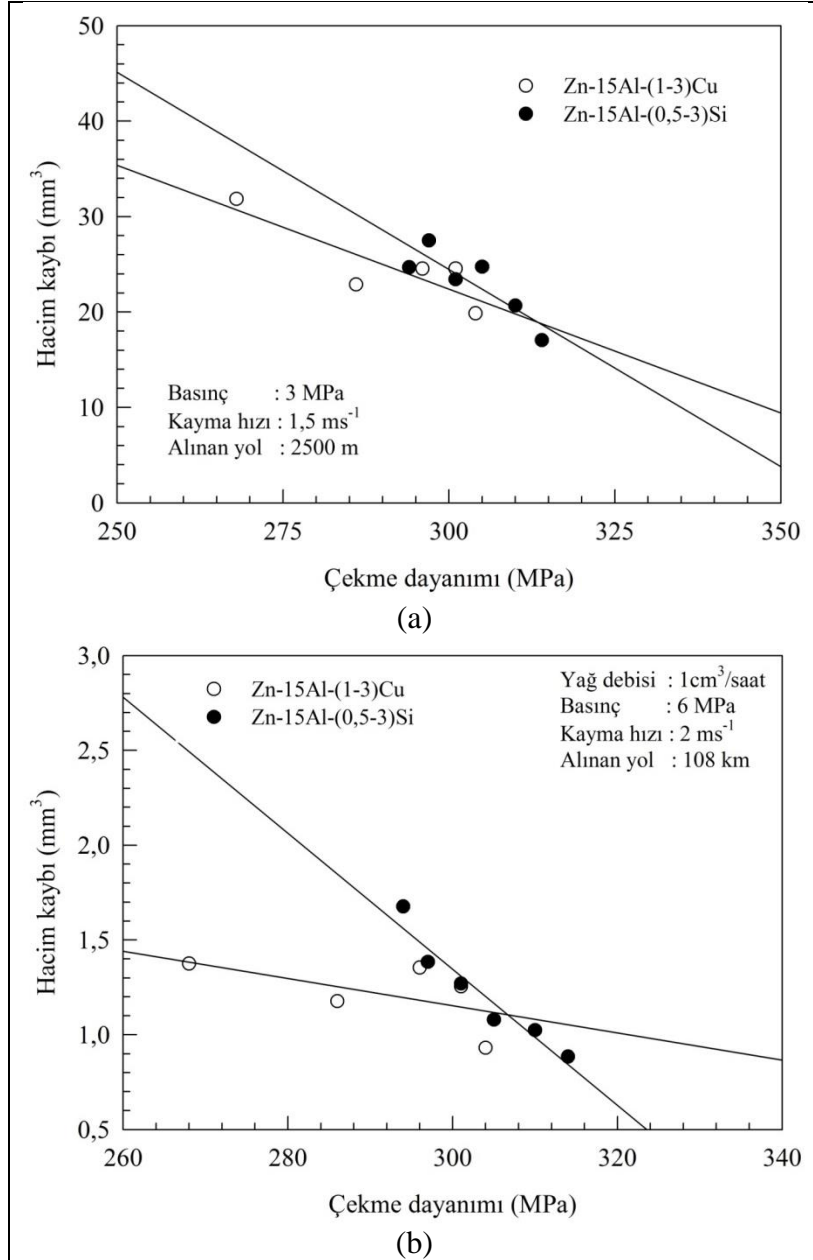 50
40
30
20
10
0
250
275
300
325
350
Hacim kaybı (mm³)
Zn-15Al-(1-3)Cu
Zn-15Al-(0,5-3)Si
Basınç : 3 MPa
Kayma hızı : 1,5 ms⁻¹
Alınan yol : 2500 m
Çekme dayanımı (MPa)
(a)
3,0
2,5
2,0
1,5
1,0
0,5
260
280
300
320
340
Hacim kaybı (mm³)
Zn-15Al-(1-3)Cu
Zn-15Al-(0,5-3)Si
Yağ debisi : 1cm³/saat
Basınç : 6 MPa
Kayma hızı : 2 ms⁻¹
Alınan yol : 108 km
Çekme dayanımı (MPa)
(b)